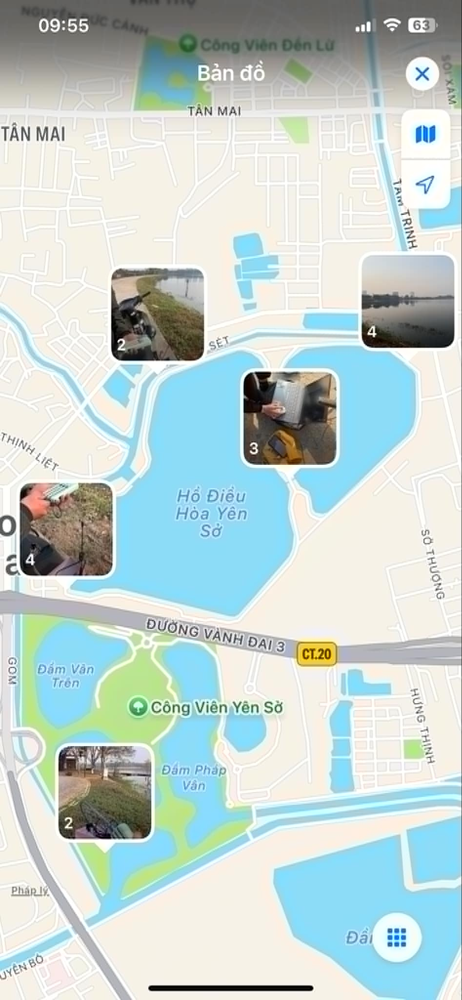 VĂN THỤ
NGUYỄN ĐỨC CẢNH
09:55
63
Công Viên Đền Lừ
Bản đồ
TÂN MAI
TÂN MAI
TAM TRINH
2
4
SÉT
3
THỊNH LIỆT
Hồ Điều
Hòa Yên
Sở
4
SỞ THƯỢNG
ĐƯỜNG VÀNH ĐAI 3
CT.20
GOM
Đầm Vân
Trên
Công Viên Yên Sở
HƯNG THỊNH
Đầm Pháp
Vân
2
Pháp lý
Đầ
UYÊN BÔ